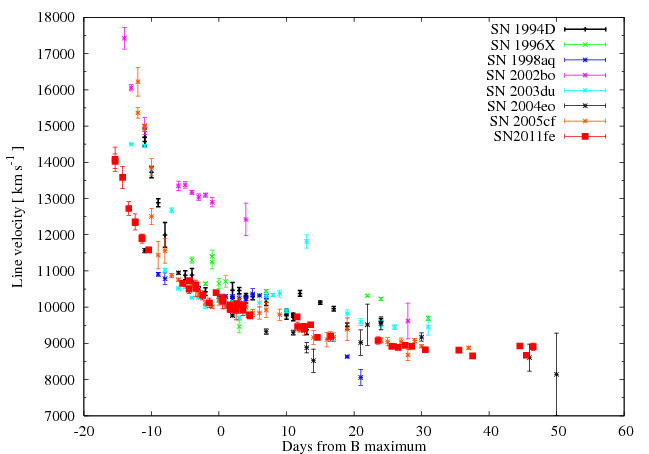 18000
17000
16000
15000
14000
13000
12000
11000
10000
9000
8000
7000
Line velocity [ km s-1 ]
SN 1994D
SN 1996X
SN 1998aq
SN 2002bo
SN 2003du
SN 2004eo
SN 2005cf
SN2011fe
-20 -10 0 10 20 30 40 50 60
Days from B maximum